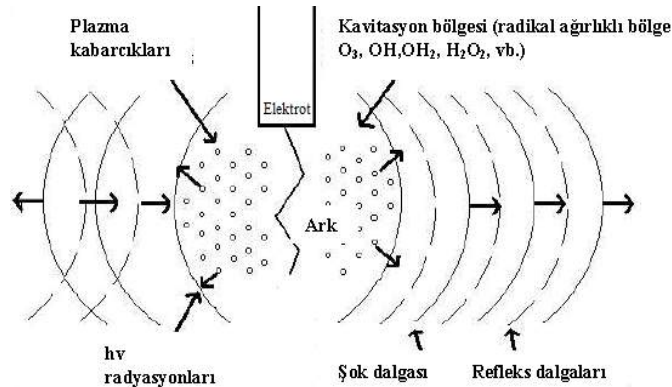 Plazma
kabarcıkları
Kavitasyon bölgesi (radikal ağırlıklı bölge
O₃, OH,OH₂, H₂O₂, vb.)
Elektrot
Ark
hv
radyasyonları
Şok dalgası
Refleks dalgaları